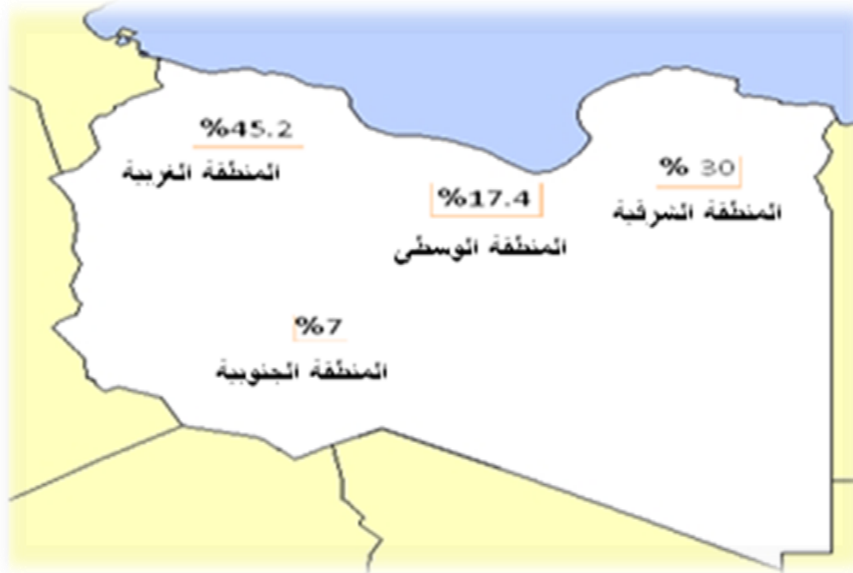 %45.2
المنطقة الغربية
% 30
المنطقة الشرقية
%17.4
المنطقة الوسطى
%7
المنطقة الجنوبية